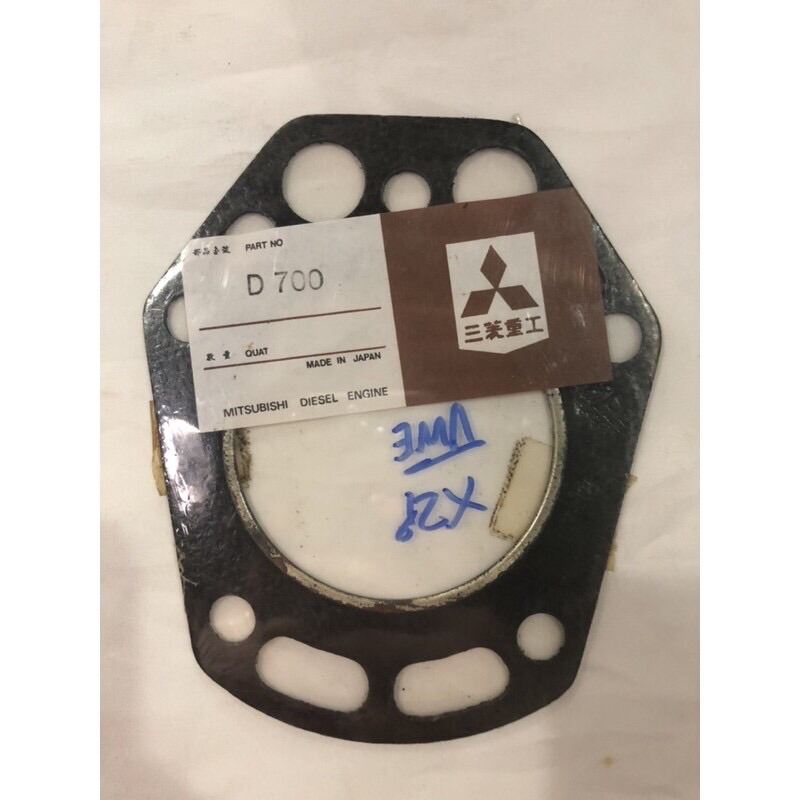 部品番號 PART NO
D 700
数量 QUAT
MADE IN JAPAN
MITSUBISHI DIESEL ENGINE
三菱重工